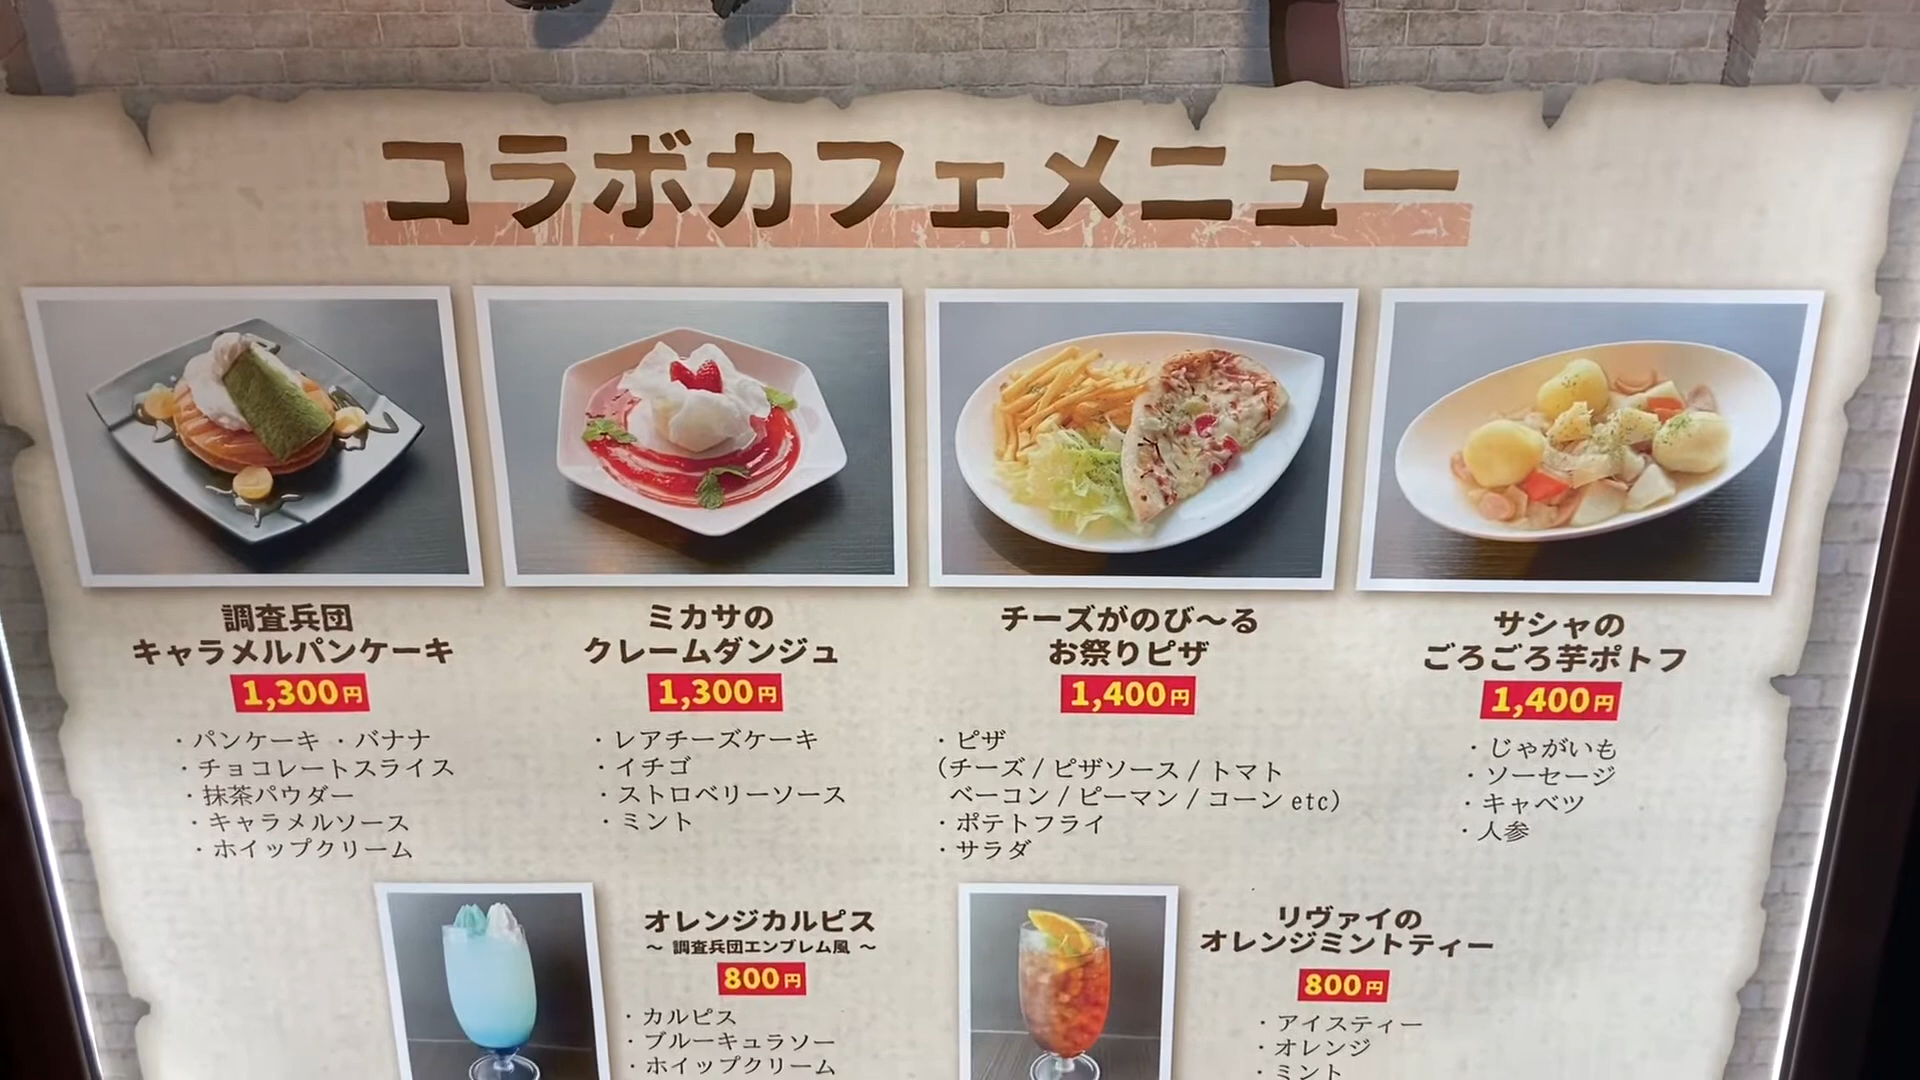 コラボカフェメニュー
調査兵団
キャラメルパンケーキ
1,300円
・パンケーキ ・バナナ
・チョコレートスライス
・抹茶パウダー
・キャラメルソース
・ホイップクリーム
ミカサの
クレームダンジュ
1,300円
・レアチーズケーキ
・イチゴ
・ストロベリーソース
・ミント
チーズがのび～る
お祭りピザ
1,400円
・ピザ
（チーズ / ピザソース / トマト
ベーコン / ピーマン / コーン etc）
・ポテトフライ
・サラダ
サシャの
ごろごろ芋ポトフ
1,400円
・じゃがいも
・ソーセージ
・キャベツ
・人参
オレンジカルピス
～ 調査兵団エンブレム風 ～
800円
・カルピス
・ブルーキュラソー
・ホイップクリーム
リヴァイの
オレンジミントティー
800円
・アイスティー
・オレンジ
・ミント